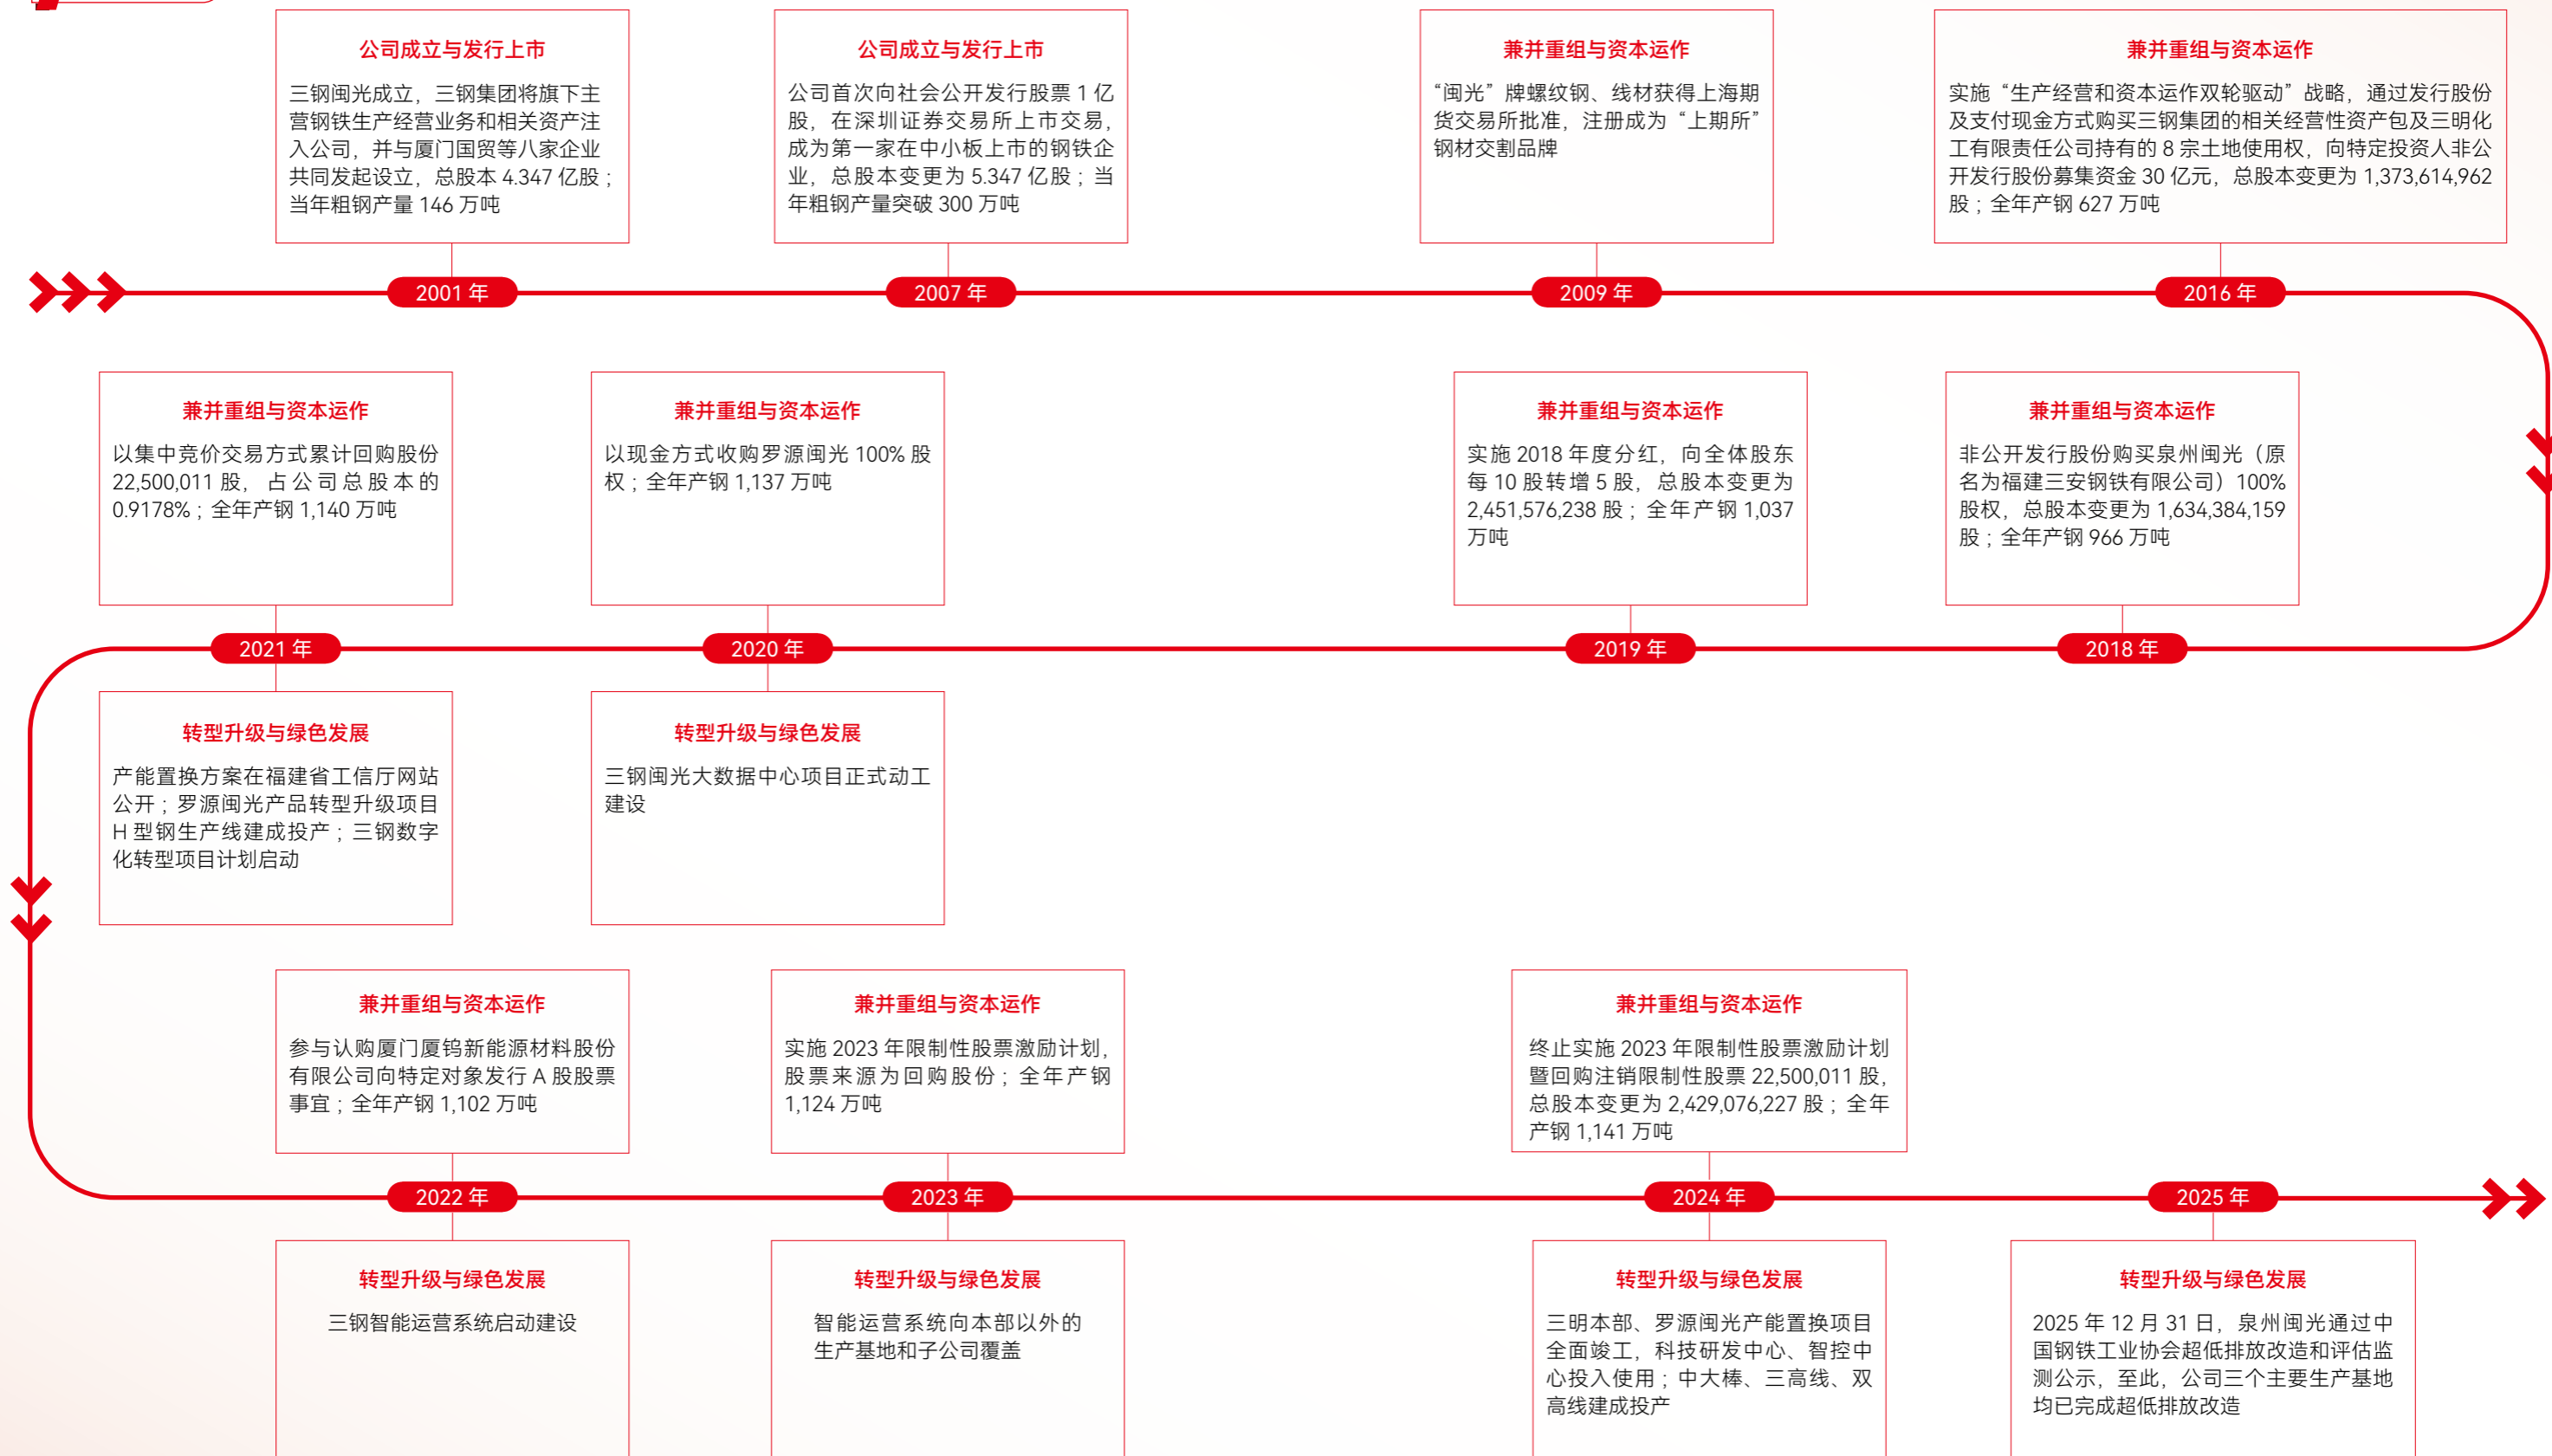 公司成立与发行上市
三钢闽光成立，三钢集团将旗下主
营钢铁生产经营业务和相关资产注
入公司，并与厦门国贸等八家企业
共同发起设立，总股本 4.347 亿股；
当年粗钢产量 146 万吨
2001 年
公司成立与发行上市
公司首次向社会公开发行股票 1 亿
股，在深圳证券交易所上市交易，
成为第一家在中小板上市的钢铁企
业，总股本变更为 5.347 亿股；当
年粗钢产量突破 300 万吨
2007 年
兼并重组与资本运作
“闽光”牌螺纹钢、线材获得上海期
货交易所批准，注册成为“上期所”
钢材交割品牌
2009 年
兼并重组与资本运作
实施“生产经营和资本运作双轮驱动”战略，通过发行股份
及支付现金方式购买三钢集团的相关经营性资产包及三明化
工有限责任公司持有的 8 宗土地使用权，向特定投资人非公
开发行股份募集资金 30 亿元，总股本变更为 1,373,614,962
股；全年产钢 627 万吨
2016 年
兼并重组与资本运作
非公开发行股份购买泉州闽光（原
名为福建三安钢铁有限公司）100%
股权，总股本变更为 1,634,384,159
股；全年产钢 966 万吨
2018 年
兼并重组与资本运作
实施 2018 年度分红，向全体股东
每 10 股转增 5 股，总股本变更为
2,451,576,238 股；全年产钢 1,037
万吨
2019 年
兼并重组与资本运作
以现金方式收购罗源闽光 100% 股
权；全年产钢 1,137 万吨
2020 年
转型升级与绿色发展
三钢闽光大数据中心项目正式动工
建设
兼并重组与资本运作
以集中竞价交易方式累计回购股份
22,500,011 股，占公司总股本的
0.9178%；全年产钢 1,140 万吨
2021 年
转型升级与绿色发展
产能置换方案在福建省工信厅网站
公开；罗源闽光产品转型升级项目
H 型钢生产线建成投产；三钢数字
化转型项目计划启动
兼并重组与资本运作
参与认购厦门厦钨新能源材料股份
有限公司向特定对象发行 A 股股票
事宜；全年产钢 1,102 万吨
2022 年
转型升级与绿色发展
三钢智能运营系统启动建设
兼并重组与资本运作
实施 2023 年限制性股票激励计划，
股票来源为回购股份；全年产钢
1,124 万吨
2023 年
转型升级与绿色发展
智能运营系统向本部以外的
生产基地和子公司覆盖
兼并重组与资本运作
终止实施 2023 年限制性股票激励计划
暨回购注销限制性股票 22,500,011 股，
总股本变更为 2,429,076,227 股；全年
产钢 1,141 万吨
2024 年
转型升级与绿色发展
三明本部、罗源闽光产能置换项目
全面竣工，科技研发中心、智控中
心投入使用；中大棒、三高线、双
高线建成投产
2025 年
转型升级与绿色发展
2025 年 12 月 31 日，泉州闽光通过中
国钢铁工业协会超低排放改造和评估监
测公示，至此，公司三个主要生产基地
均已完成超低排放改造